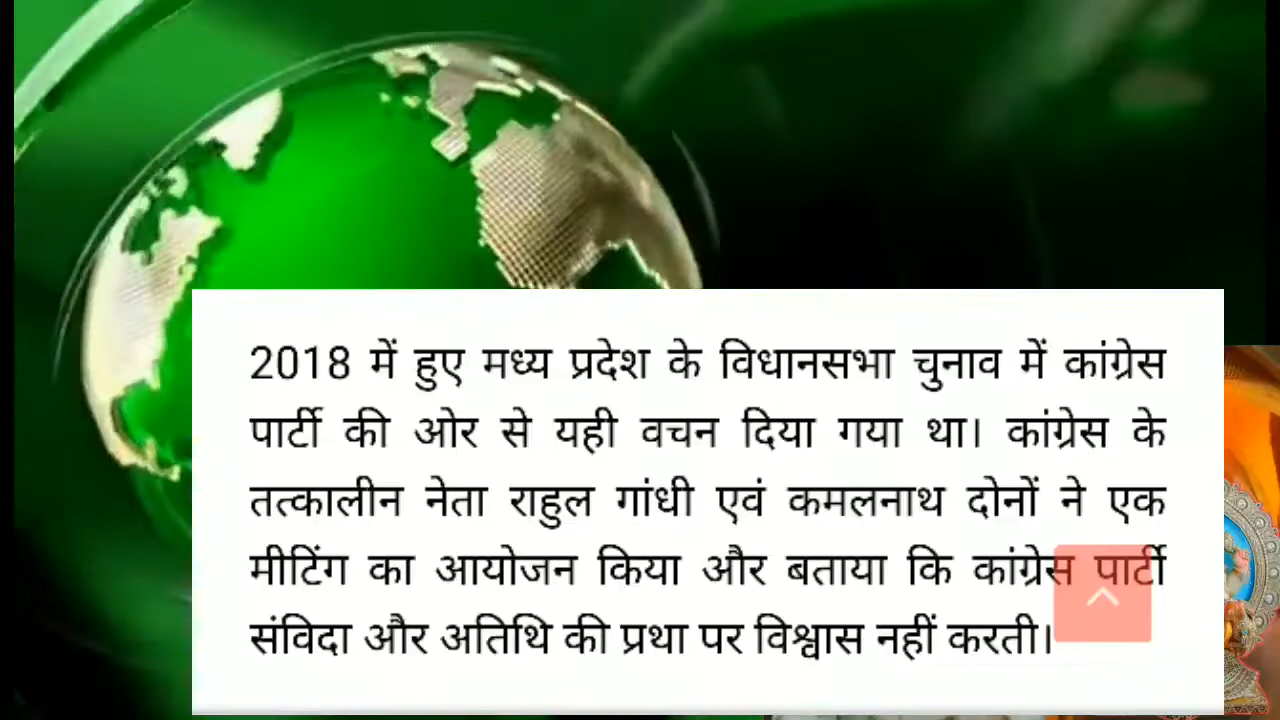 2018 में हुए मध्य प्रदेश के विधानसभा चुनाव में कांग्रेस
पार्टी की ओर से यही वचन दिया गया था। कांग्रेस के
तत्कालीन नेता राहुल गांधी एवं कमलनाथ दोनों ने एक
मीटिंग का आयोजन किया और बताया कि कांग्रेस पार्टी
संविदा और अतिथि की प्रथा पर विश्वास नहीं करती।